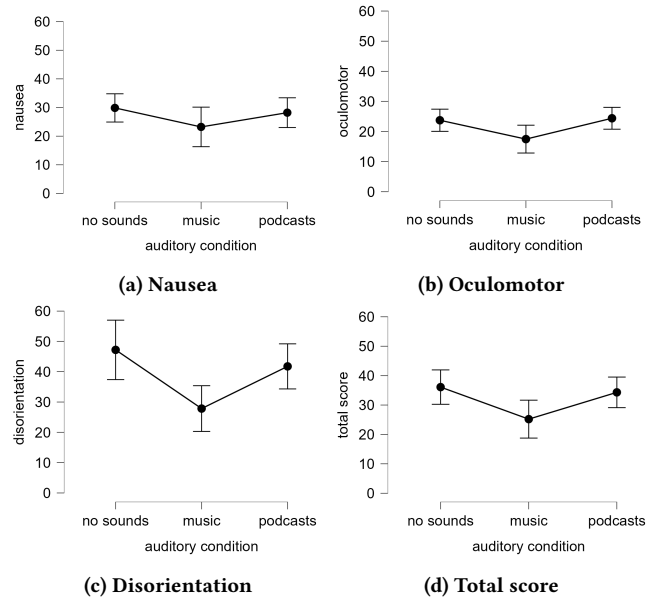 60
50
40
30
20
10
0
nausea
no sounds music podcasts
auditory condition
(a) Nausea
60
50
40
30
20
10
0
oculomotor
no sounds music podcasts
auditory condition
(b) Oculomotor
60
50
40
30
20
10
0
disorientation
no sounds music podcasts
auditory condition
(c) Disorientation
60
50
40
30
20
10
0
total score
no sounds music podcasts
auditory condition
(d) Total score